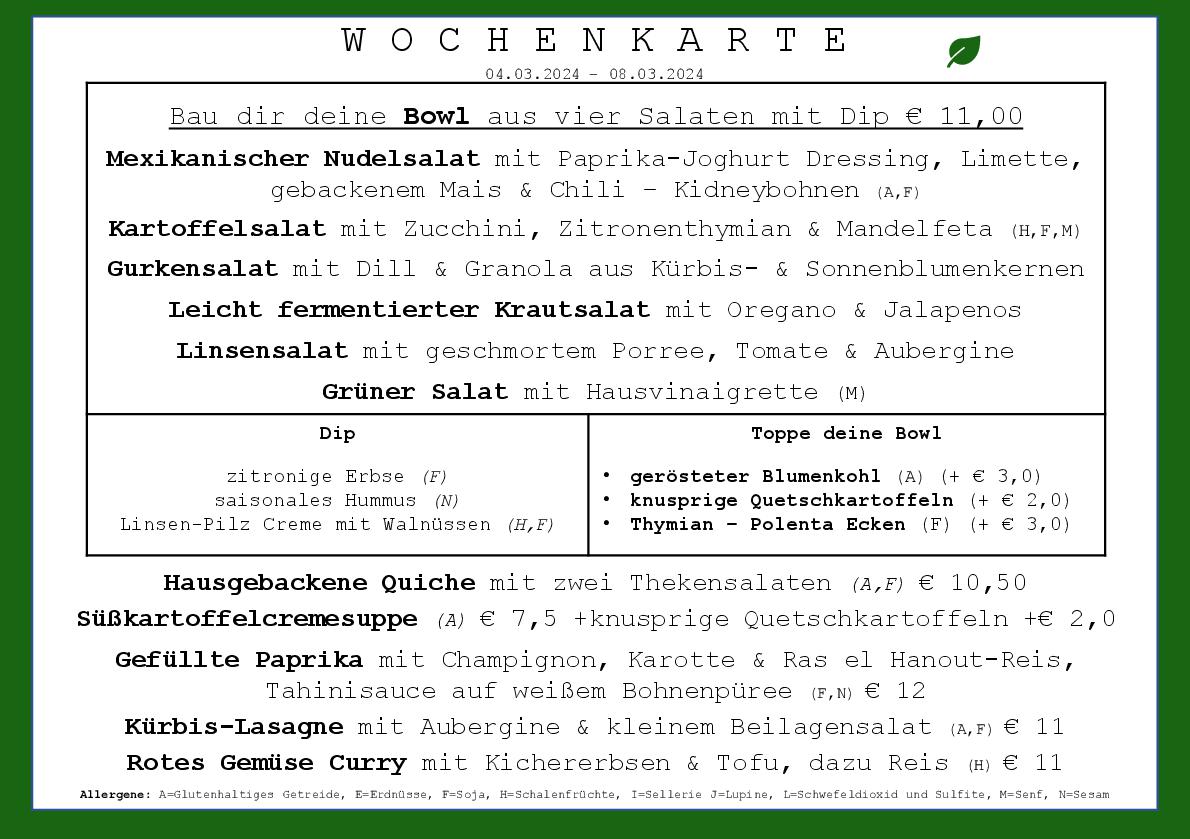 WOCHENKARTE
04.03.2024 – 08.03.2024
Bau dir deine Bowl aus vier Salaten mit Dip € 11,00
Mexikanischer Nudelsalat mit Paprika-Joghurt Dressing, Limette,
gebackenem Mais & Chili – Kidneybohnen (A,F)
Kartoffelsalat mit Zucchini, Zitronenthymian & Mandelfeta (H,F,M)
Gurkensalat mit Dill & Granola aus Kürbis- & Sonnenblumenkernen
Leicht fermentierter Krautsalat mit Oregano & Jalapenos
Linsensalat mit geschmortem Porree, Tomate & Aubergine
Grüner Salat mit Hausvinaigrette (M)
Dip
zitronige Erbse (F)
saisonales Hummus (N)
Linsen-Pilz Creme mit Walnüssen (H,F)
Toppe deine Bowl
• gerösteter Blumenkohl (A) (+ € 3,0)
• knusprige Quetschkartoffeln (+ € 2,0)
• Thymian – Polenta Ecken (F) (+ € 3,0)
Hausgebackene Quiche mit zwei Thekensalaten (A,F) € 10,50
Süßkartoffelcremesuppe (A) € 7,5 +knusprige Quetschkartoffeln +€ 2,0
Gefüllte Paprika mit Champignon, Karotte & Ras el Hanout-Reis,
Tahinisauce auf weißem Bohnenpüree (F,N) € 12
Kürbis-Lasagne mit Aubergine & kleinem Beilagensalat (A,F) € 11
Rotes Gemüse Curry mit Kichererbsen & Tofu, dazu Reis (H) € 11
Allergene: A=Glutenhaltiges Getreide, E=Erdnüsse, F=Soja, H=Schalenfrüchte, I=Sellerie J=Lupine, L=Schwefeldioxid und Sulfite, M=Senf, N=Sesam